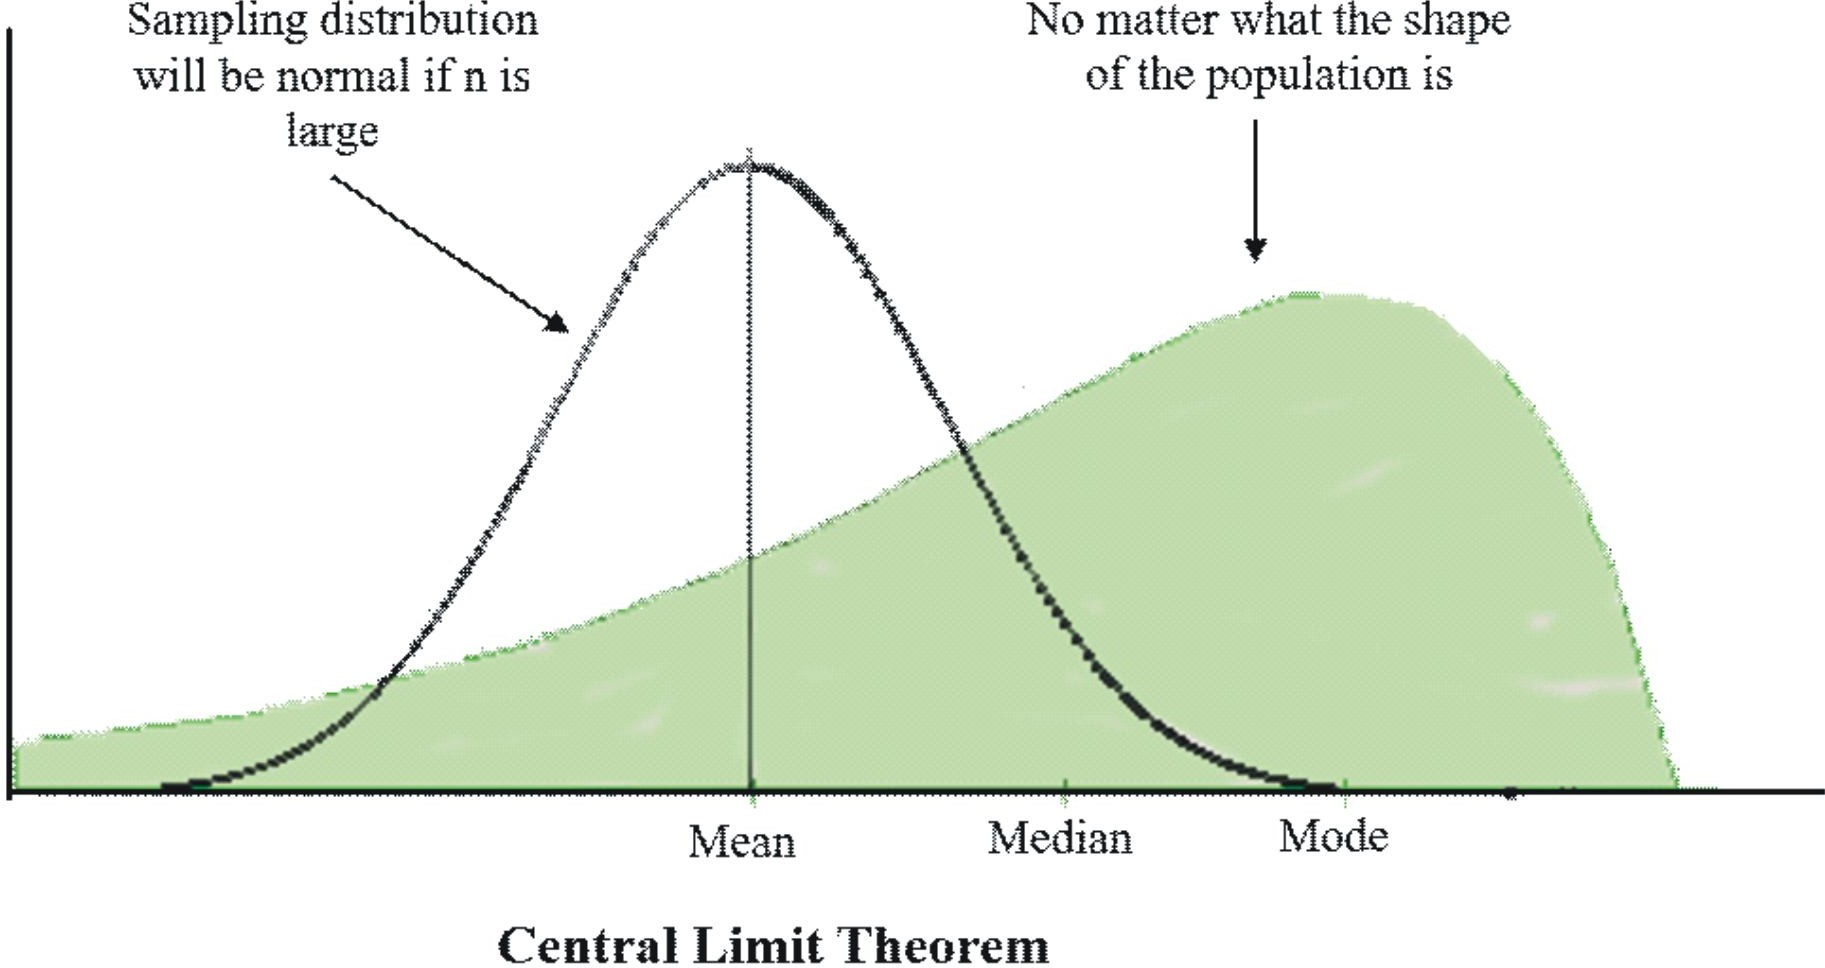 Sampling distribution
will be normal if n is
large
No matter what the shape
of the population is
Mean
Median
Mode
Central Limit Theorem